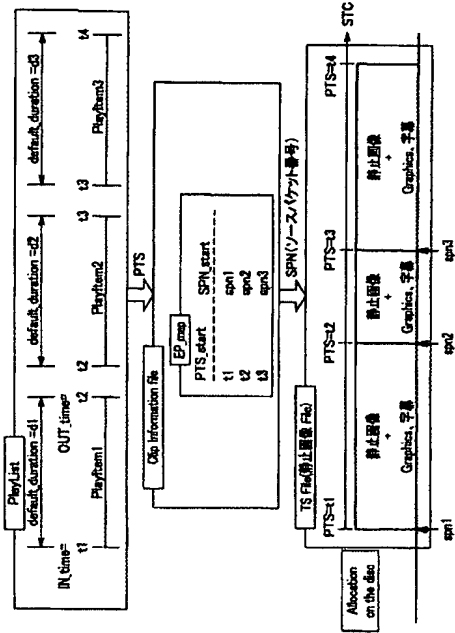 PlayList
default_duration =d1
default_duration =d2
default_duration =d3
IN_time=
OUT_time=
t1
t2
t2
t3
t3
t4
PlayItem1
PlayItem2
PlayItem3
PTS
Clip Information file
EP_map
PTS_start
SPN_start
t1
spn1
t2
spn2
t3
spn3
SPN(ソースパケット番号)
TS File(静止画像 File)
PTS=t1
PTS=t2
PTS=t3
PTS=t4
STC
静止画像
+
Graphics、字幕
静止画像
+
Graphics、字幕
静止画像
+
Graphics、字幕
Allocation
on the disc
spn1
spn2
spn3